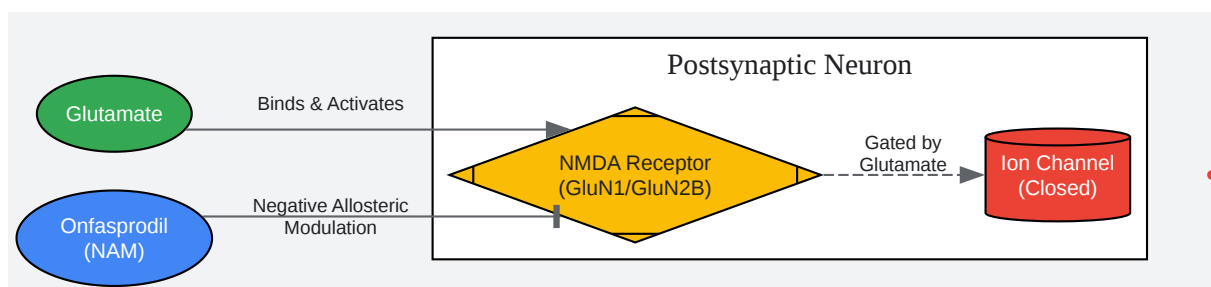 Postsynaptic Neuron
Glutamate
Binds & Activates
NMDA Receptor
(GluN1/GluN2B)
Gated by
Glutamate
Ion Channel
(Closed)
Onfasprodil
(NAM)
Negative Allosteric
Modulation